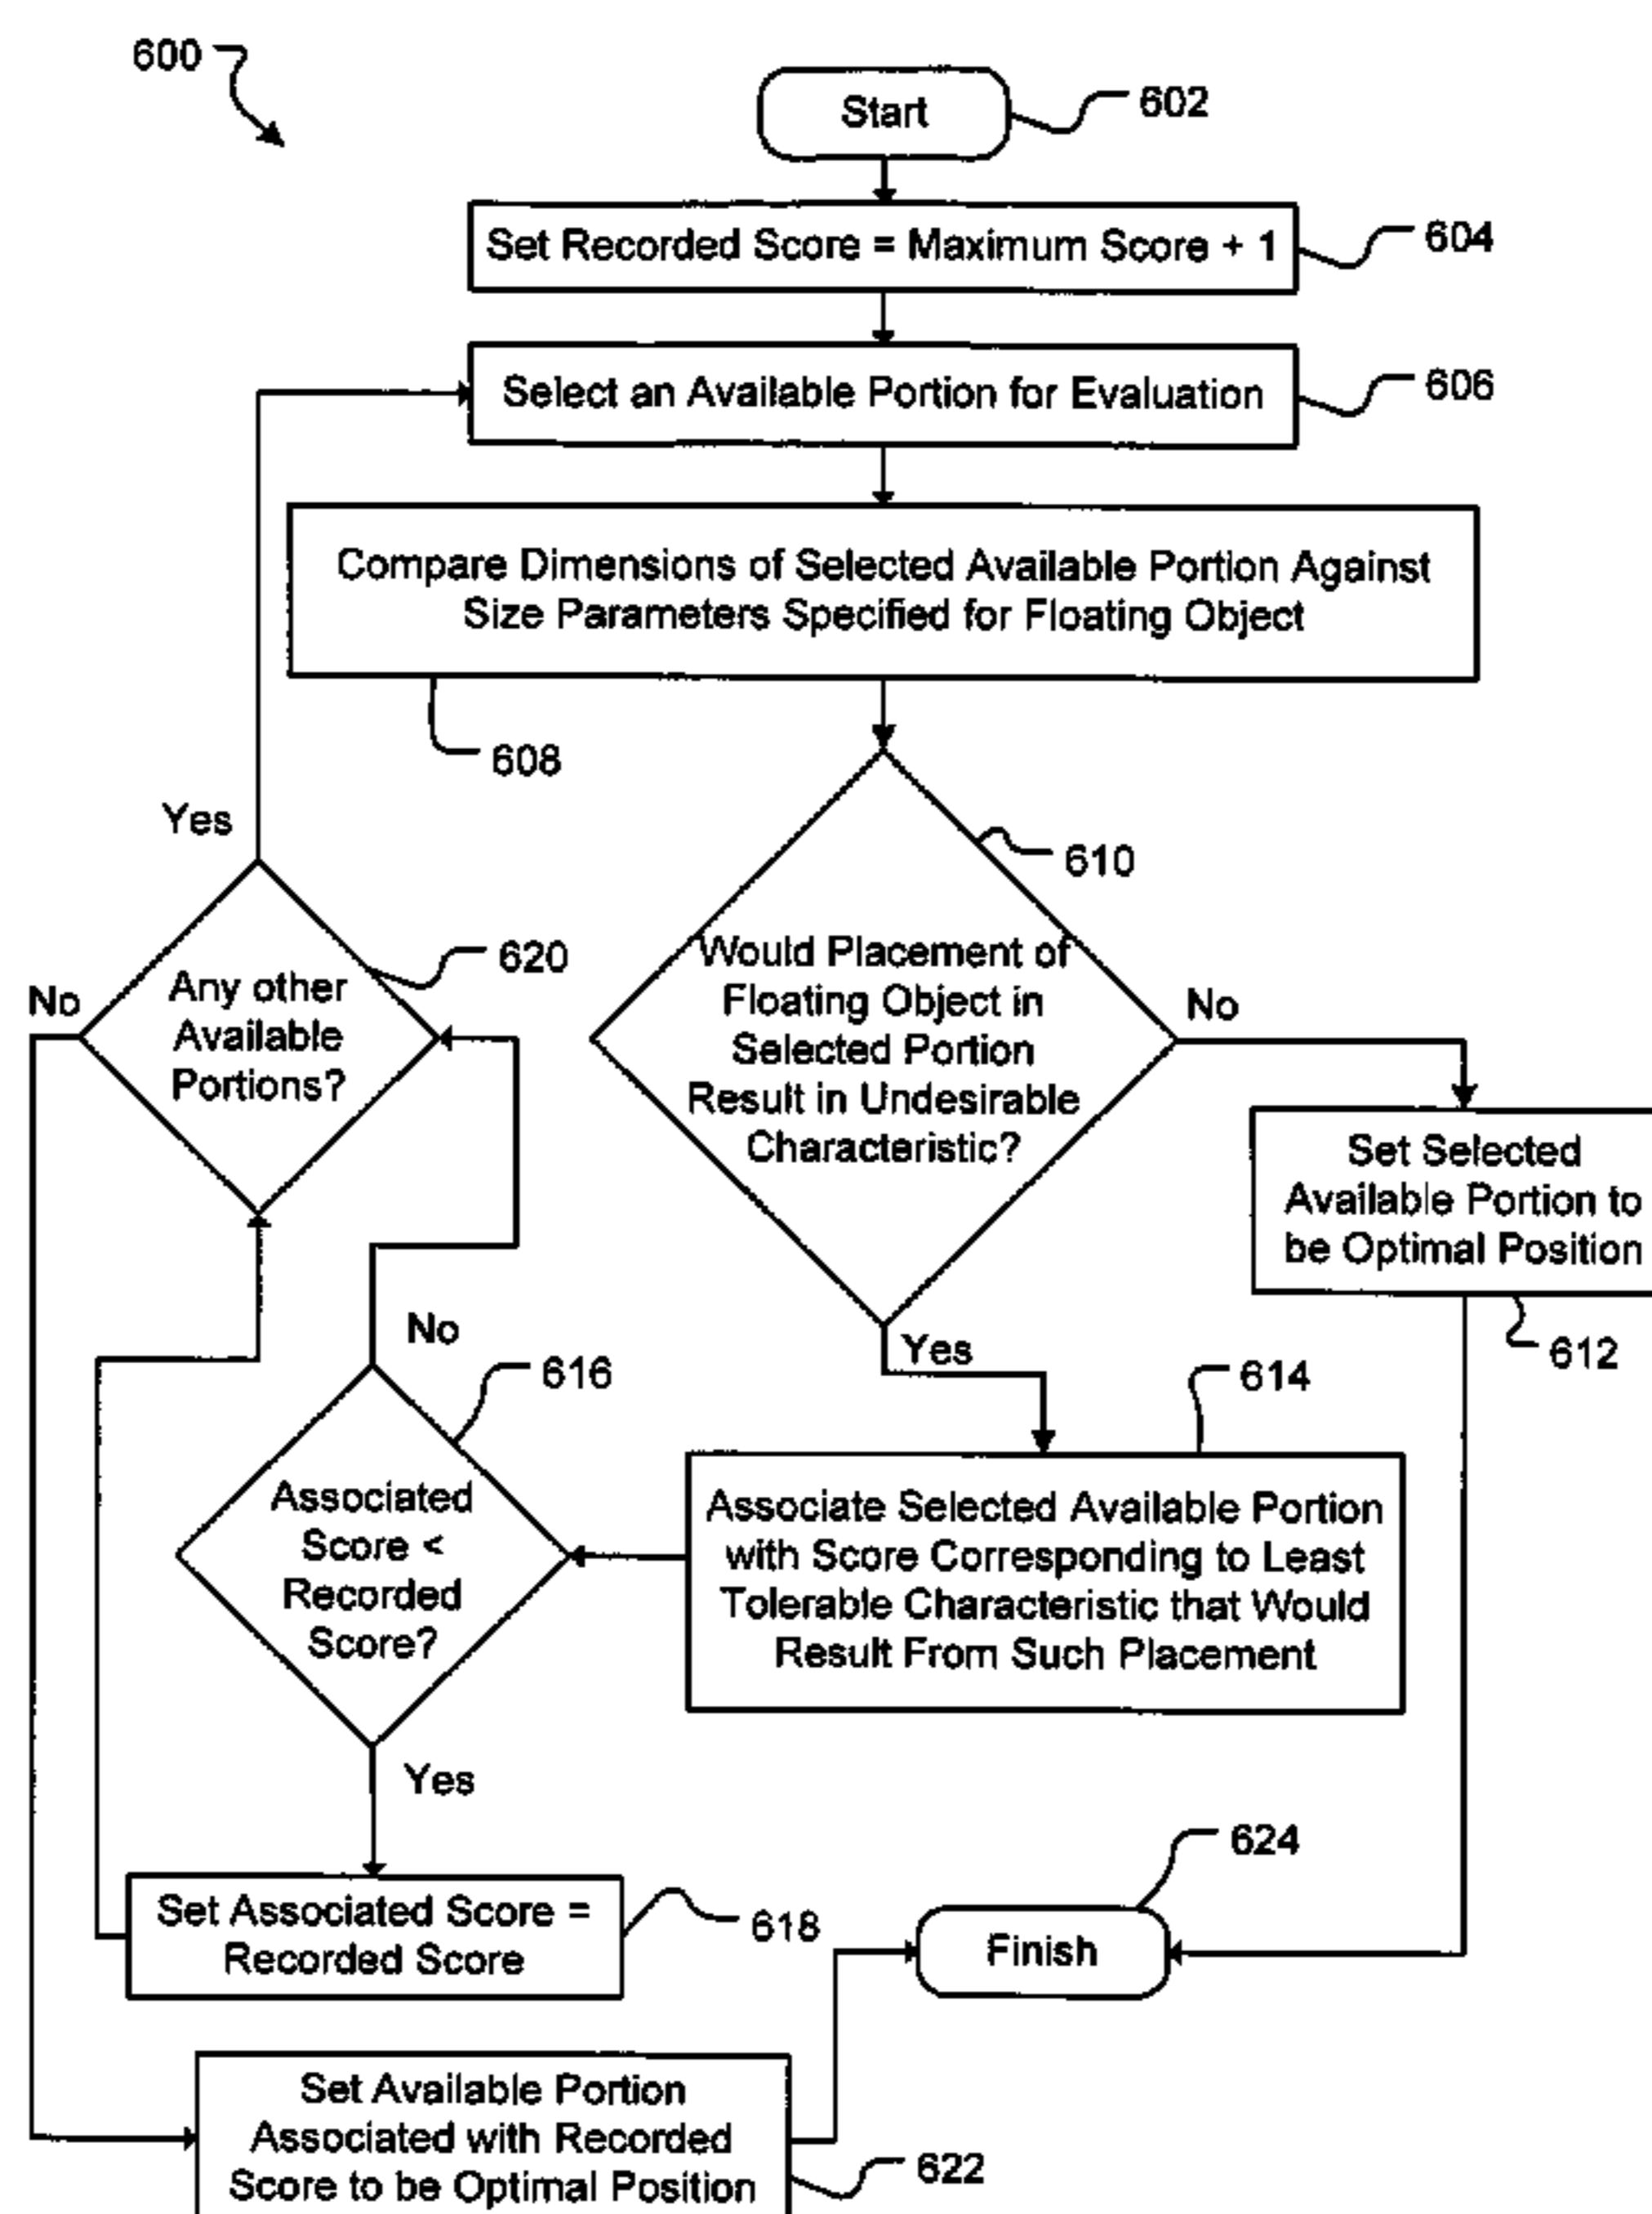 600
Start
602
Set Recorded Score = Maximum Score + 1
604
Select an Available Portion for Evaluation
606
Compare Dimensions of Selected Available Portion Against
Size Parameters Specified for Floating Object
608
Yes
610
Would Placement of
Floating Object in
Selected Portion
Result in Undesirable
Characteristic?
No
620
Any other
Available
Portions?
No
Set Selected
Available Portion to
be Optimal Position
612
Yes
No
616
614
Associated
Score <
Recorded
Score?
Associate Selected Available Portion
with Score Corresponding to Least
Tolerable Characteristic that Would
Result From Such Placement
Yes
624
Set Associated Score =
Recorded Score
618
Finish
Set Available Portion
Associated with Recorded
Score to be Optimal Position
622